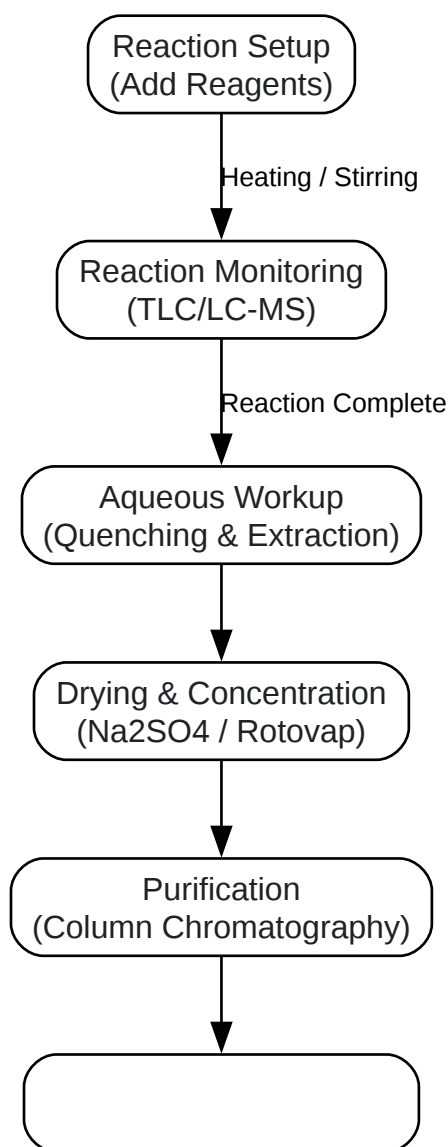 Reaction Setup
(Add Reagents)
Heating / Stirring
Reaction Monitoring
(TLC/LC-MS)
Reaction Complete
Aqueous Workup
(Quenching & Extraction)
Drying & Concentration
(Na2SO4 / Rotovap)
Purification
(Column Chromatography)